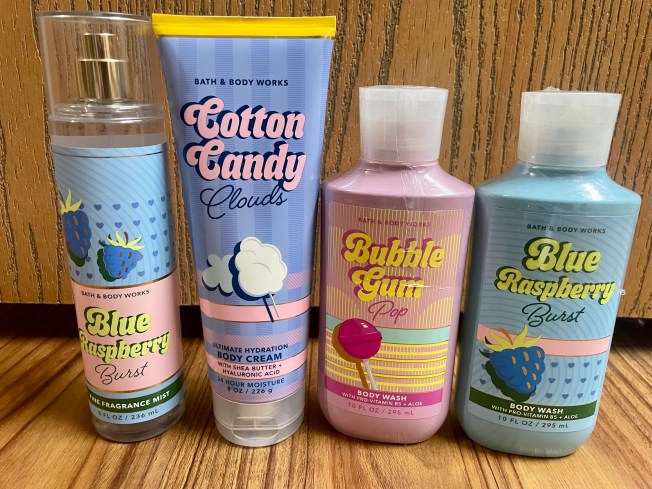 BATH & BODY WORKS
Blue
Raspberry
Burst
FINE FRAGRANCE MIST
8 FL OZ / 236 mL
BATH & BODY WORKS
Cotton
Candy
Clouds
ULTIMATE HYDRATION
BODY CREAM
WITH SHEA BUTTER +
HYALURONIC ACID
24 HOUR MOISTURE
8 OZ / 226 g
BATH & BODY WORKS
Bubble
Gum
Pop
BODY WASH
WITH PRO-VITAMIN B5 + ALOE
10 FL OZ / 295 mL
BATH & BODY WORKS
Blue
Raspberry
Burst
BODY WASH
WITH PRO-VITAMIN B5 + ALOE
10 FL OZ / 295 mL